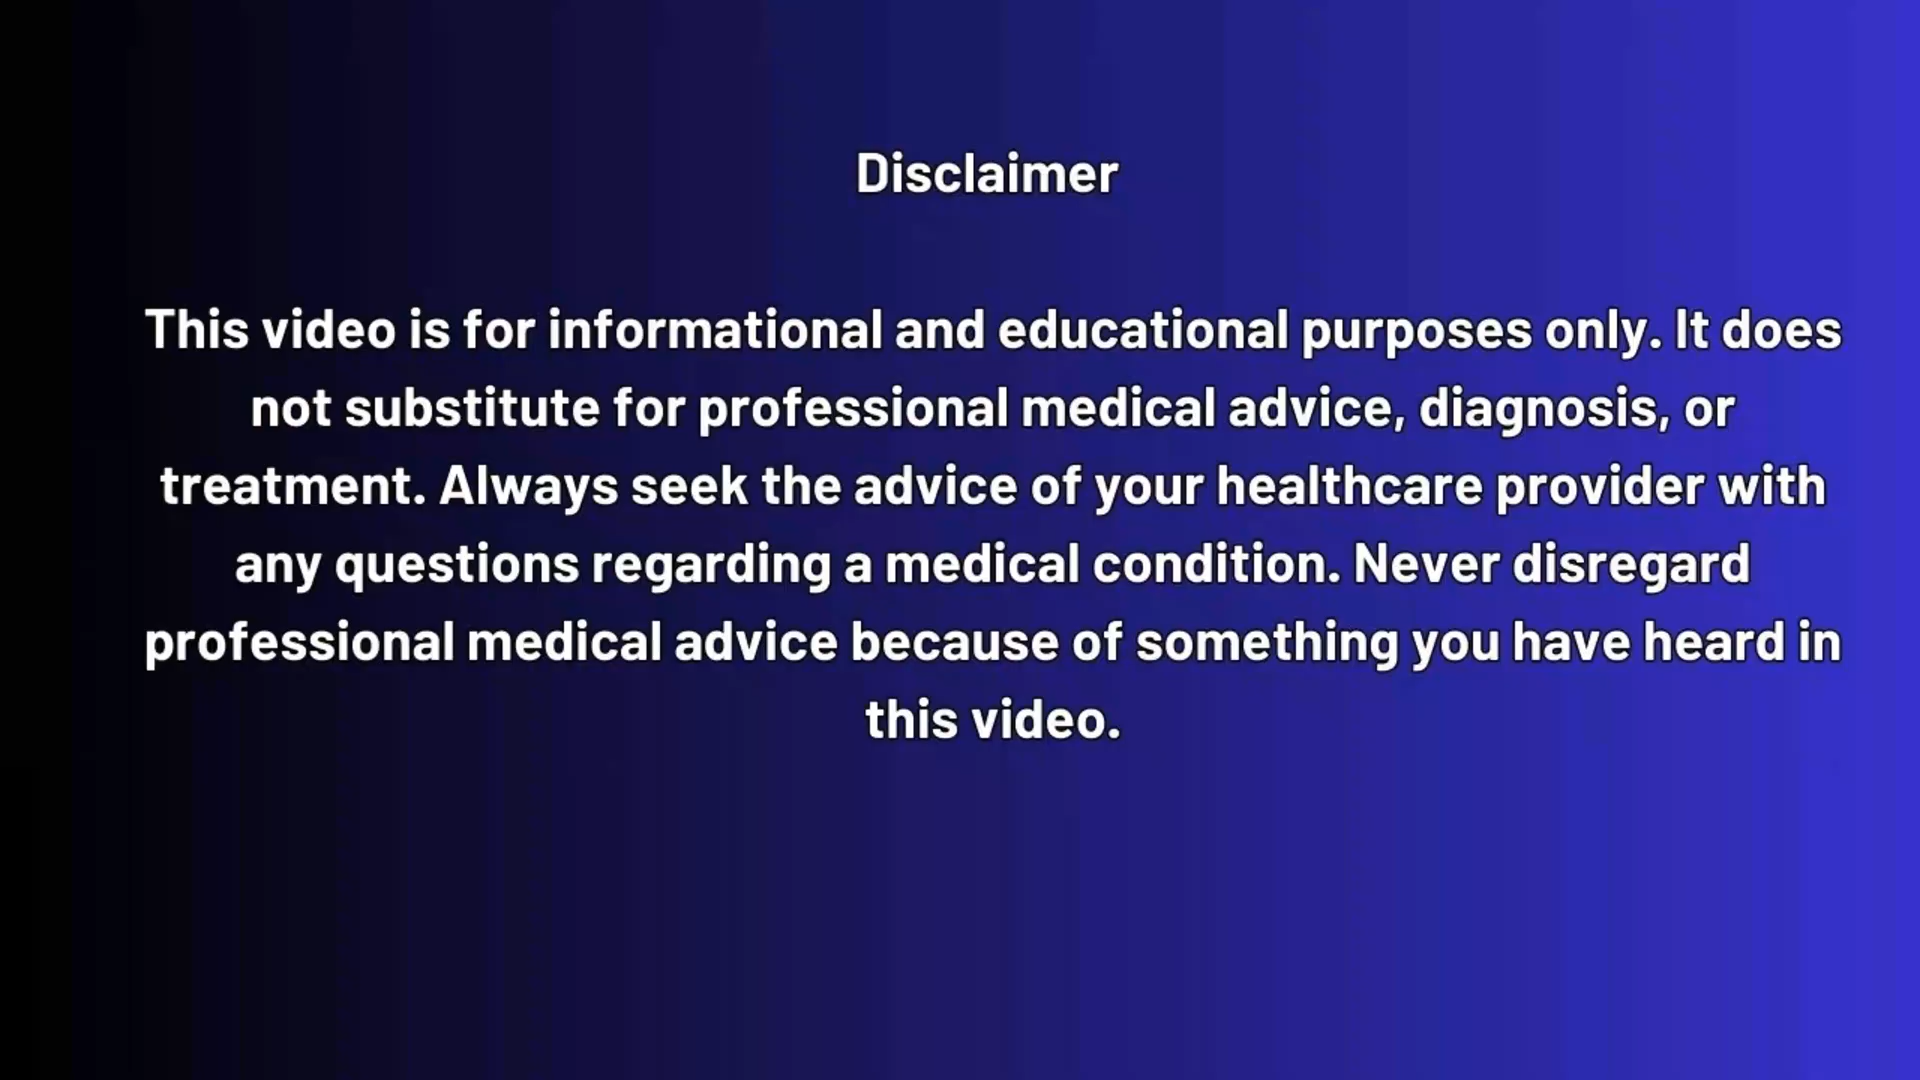 Disclaimer
This video is for informational and educational purposes only. It does
not substitute for professional medical advice, diagnosis, or
treatment. Always seek the advice of your healthcare provider with
any questions regarding a medical condition. Never disregard
professional medical advice because of something you have heard in
this video.